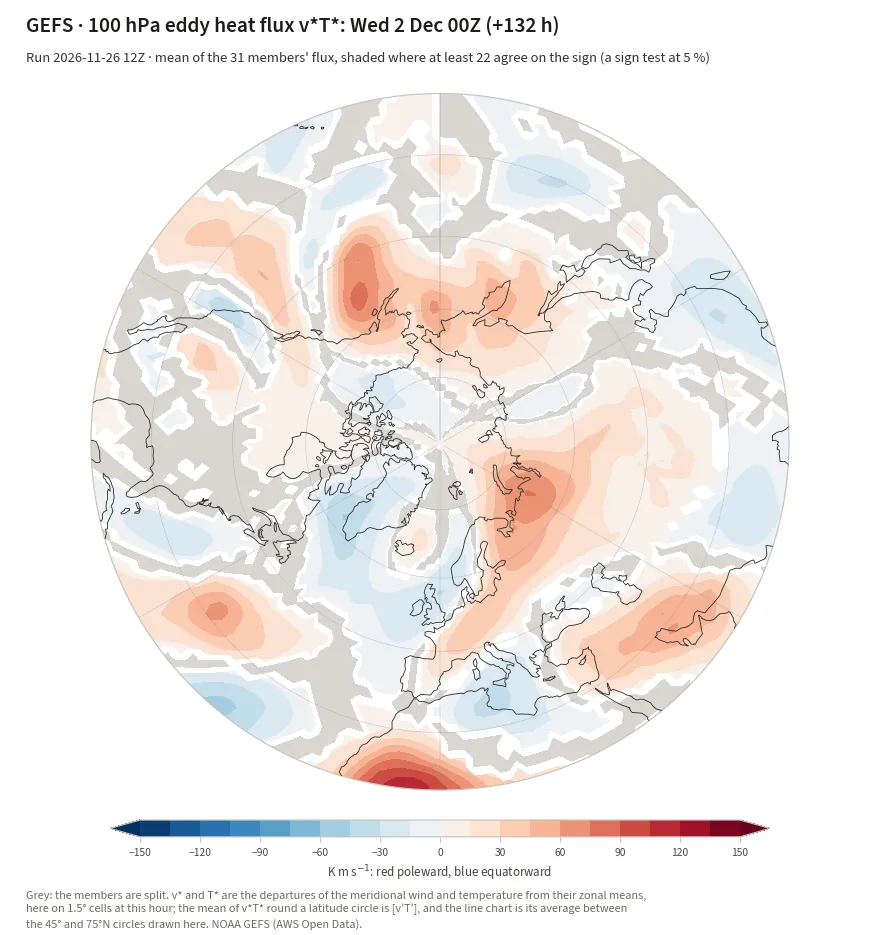 GEFS · 100 hPa eddy heat flux v*T*: Wed 2 Dec 00Z (+132 h)
Run 2026-11-26 12Z · mean of the 31 members' flux, shaded where at least 22 agree on the sign (a sign test at 5 %)
−150 −120 −90 −60 −30 0 30 60 90 120 150
K m s⁻¹: red poleward, blue equatorward
Grey: the members are split. v* and T* are the departures of the meridional wind and temperature from their zonal means,
here on 1.5° cells at this hour; the mean of v*T* round a latitude circle is [v'T'], and the line chart is its average between
the 45° and 75°N circles drawn here. NOAA GEFS (AWS Open Data).